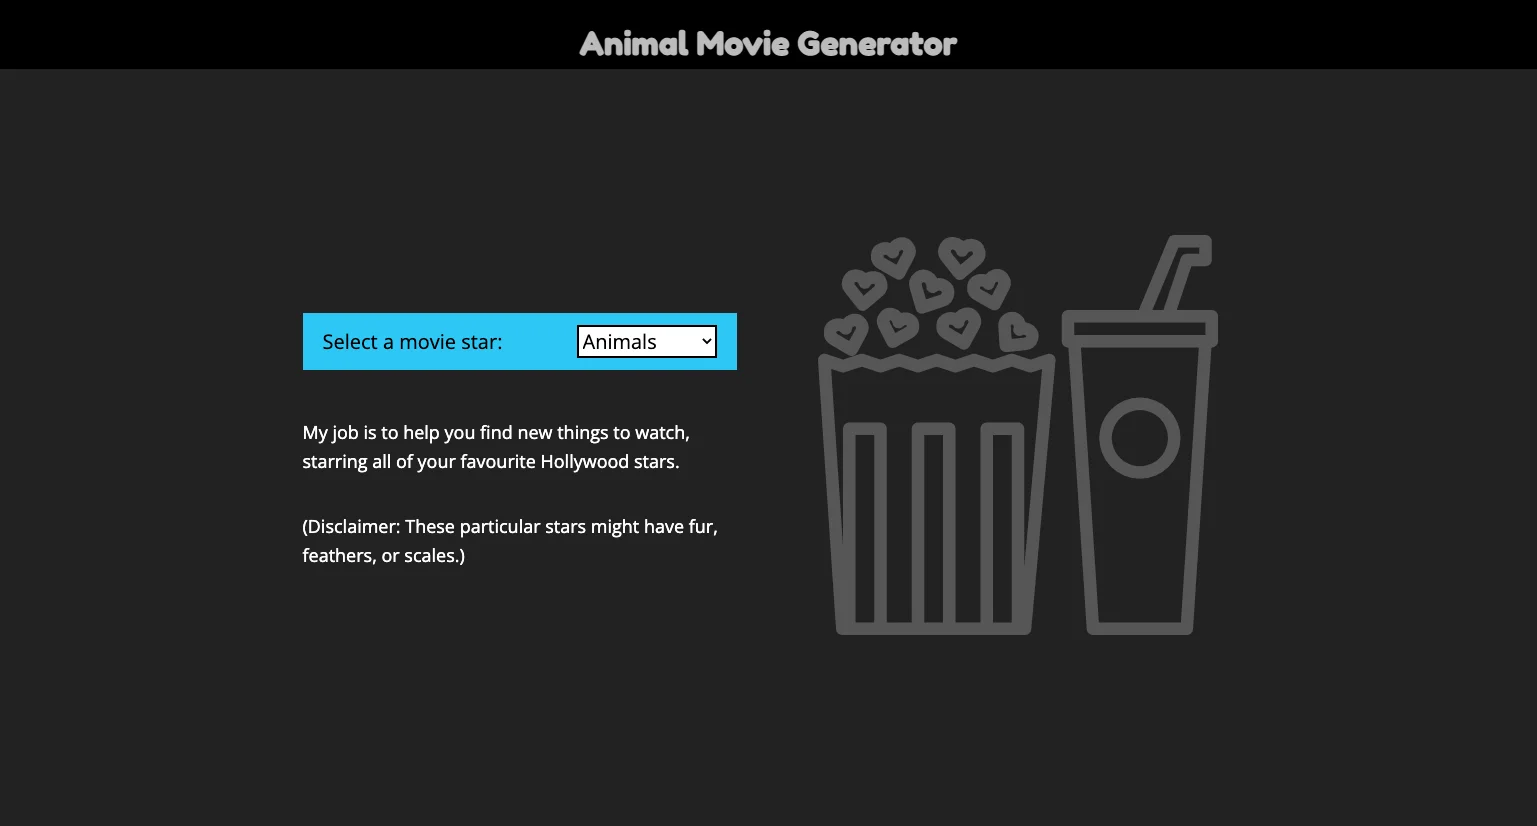 Animal Movie Generator
Select a movie star:
Animals
My job is to help you find new things to watch,
starring all of your favourite Hollywood stars.
(Disclaimer: These particular stars might have fur,
feathers, or scales.)